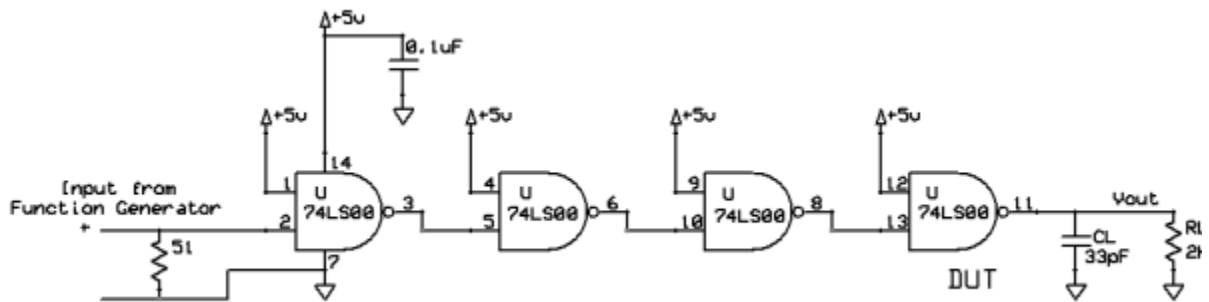 +5v
0.1uF
+5v
+5v
+5v
+5v
14
1
U
3
4
U
6
9
U
8
12
U
11
Vout
Input from
Function Generator
+
2
74LS00
5
74LS00
10
74LS00
13
74LS00
51
7
CL
33pF
RL
DUT